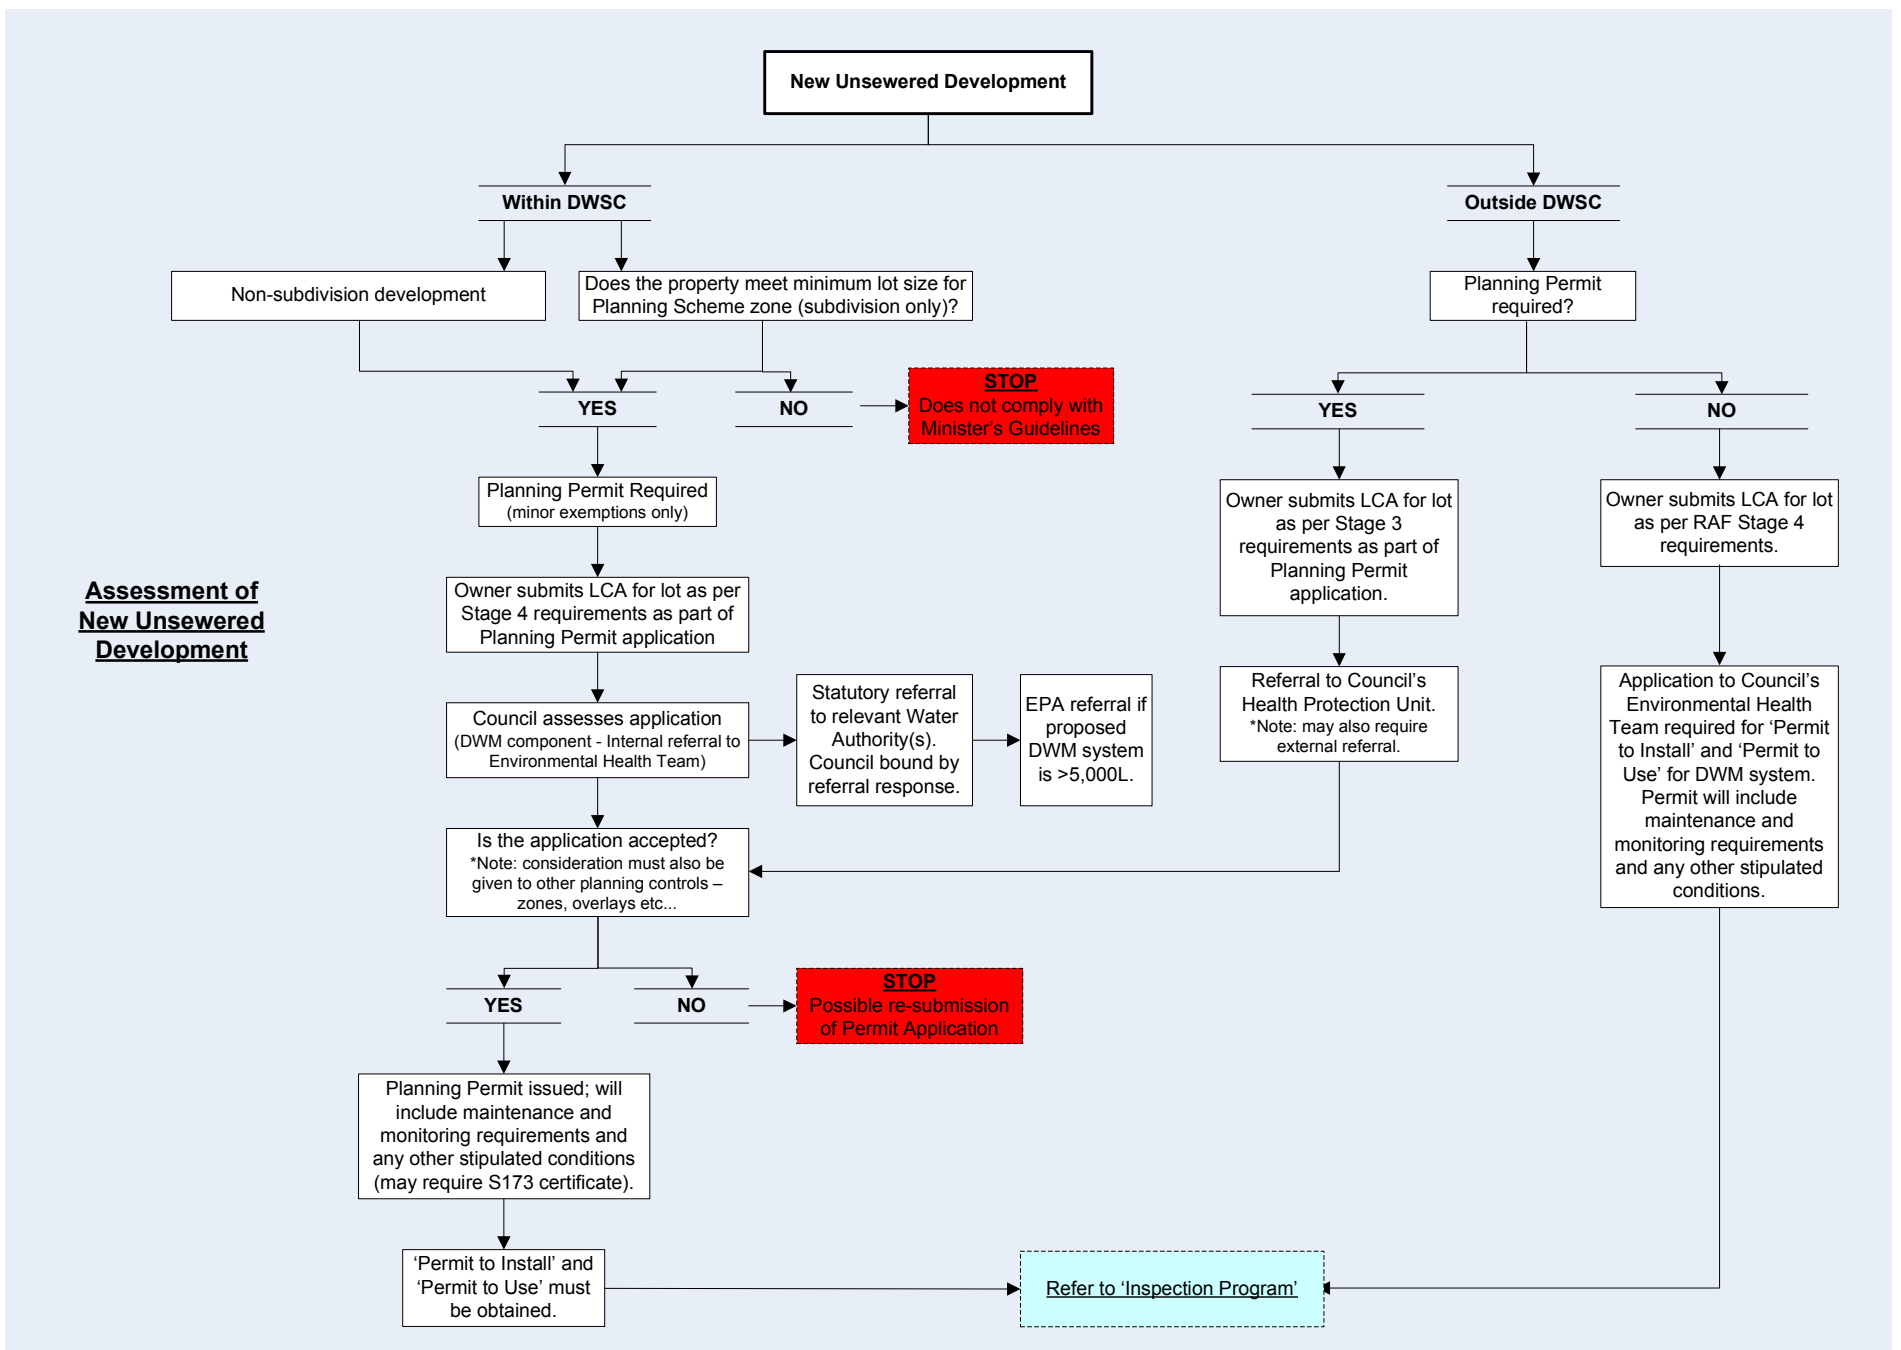 New Unsewered Development
Within DWSC
Outside DWSC
Non-subdivision development
Does the property meet minimum lot size for
Planning Scheme zone (subdivision only)?
Planning Permit
required?
YES
NO
STOP
Does not comply with
Minister's Guidelines
YES
NO
Planning Permit Required
(minor exemptions only)
Owner submits LCA for lot
as per Stage 3
requirements as part of
Planning Permit
application.
Owner submits LCA for lot
as per RAF Stage 4
requirements.
Assessment of
New Unsewered
Development
Owner submits LCA for lot as per
Stage 4 requirements as part of
Planning Permit application
Council assesses application
(DWM component - Internal referral to
Environmental Health Team)
Statutory referral
to relevant Water
Authority(s).
Council bound by
referral response.
EPA referral if
proposed
DWM system
is >5,000L.
Referral to Council's
Health Protection Unit.
*Note: may also require
external referral.
Application to Council's
Environmental Health
Team required for ‘Permit
to Install’ and ‘Permit to
Use’ for DWM system.
Permit will include
maintenance and
monitoring requirements
and any other stipulated
conditions.
Is the application accepted?
*Note: consideration must also be
given to other planning controls –
zones, overlays etc...
YES
NO
STOP
Possible re-submission
of Permit Application
Planning Permit issued; will
include maintenance and
monitoring requirements and
any other stipulated conditions
(may require S173 certificate).
‘Permit to Install’ and
‘Permit to Use’ must
be obtained.
Refer to ‘Inspection Program’